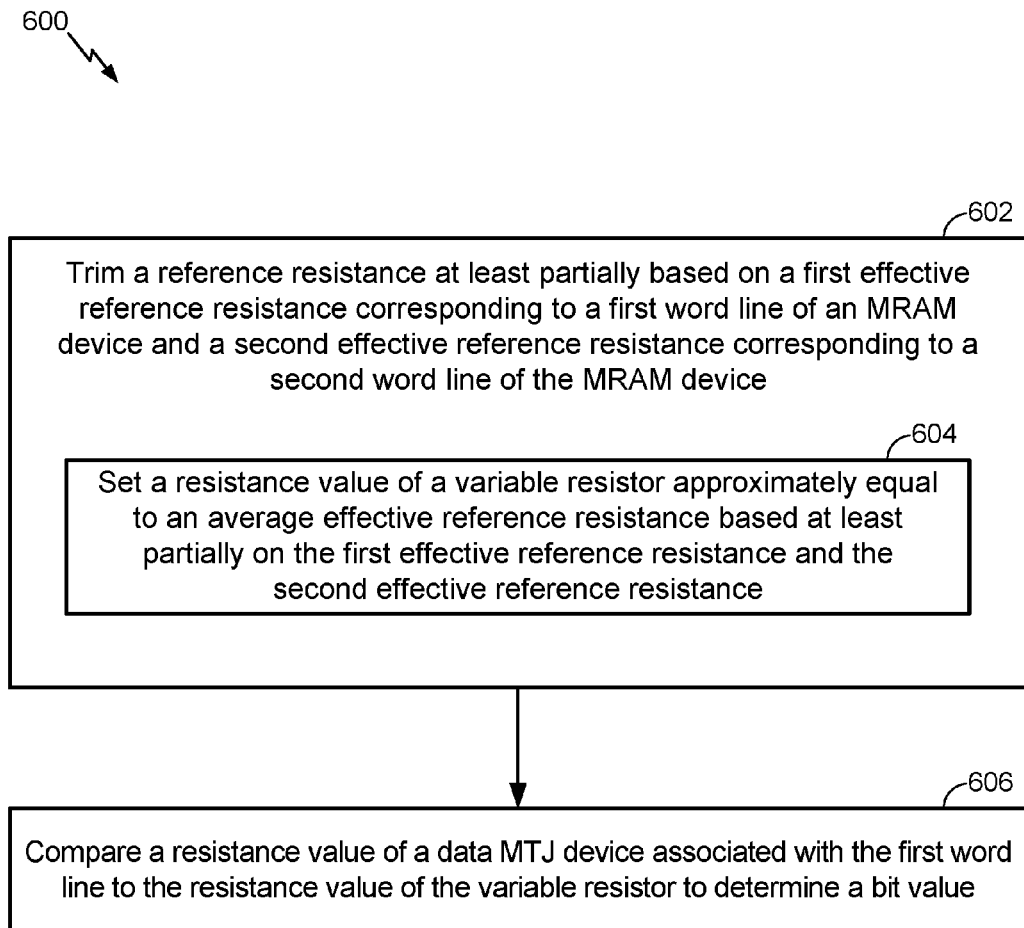 600
602
Trim a reference resistance at least partially based on a first effective
reference resistance corresponding to a first word line of an MRAM
device and a second effective reference resistance corresponding to a
second word line of the MRAM device
604
Set a resistance value of a variable resistor approximately equal
to an average effective reference resistance based at least
partially on the first effective reference resistance and the
second effective reference resistance
606
Compare a resistance value of a data MTJ device associated with the first word
line to the resistance value of the variable resistor to determine a bit value